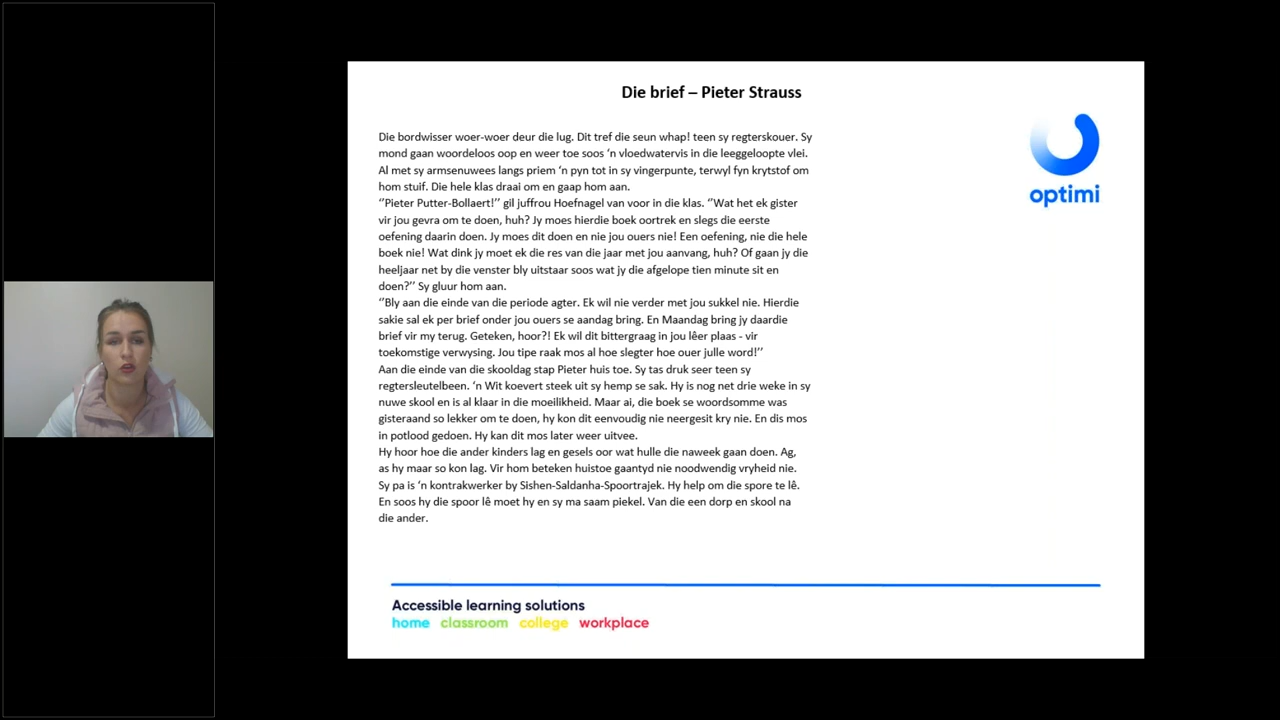 Die brief – Pieter Strauss
Die bordwisser woer-woer deur die lug. Dit tref die seun whap! teen sy regterskouer. Sy
mond gaan woordeloos oop en weer toe soos ‘n vloedwatervis in die leeggeloopte vlei.
Al met sy armsenuwees langs priem ‘n pyn tot in sy vingerpunte, terwyl fyn krytstof om
hom stuif. Die hele klas draai om en gaap hom aan.
‘’Pieter Putter-Bollaert!’’ gil juffrou Hoefnagel van voor in die klas. ‘’Wat het ek gister
vir jou gevra om te doen, huh? Jy moes hierdie boek oortrek en slegs die eerste
oefening daarin doen. Jy moes dit doen en nie jou ouers nie! Een oefening, nie die hele
boek nie! Wat dink jy moet ek die res van die jaar met jou aanvang, huh? Of gaan jy die
heeljaar net by die venster bly uitstaar soos wat jy die afgelope tien minute sit en
doen?’’ Sy gluur hom aan.
‘’Bly aan die einde van die periode agter. Ek wil nie verder met jou sukkel nie. Hierdie
sakie sal ek per brief onder jou ouers se aandag bring. En Maandag bring jy daardie
brief vir my terug. Geteken, hoor?! Ek wil dit bittergraag in jou lêer plaas - vir
toekomstige verwysing. Jou tipe raak mos al hoe slegter hoe ouer julle word!’’
Aan die einde van die skooldag stap Pieter huis toe. Sy tas druk seer teen sy
regtersleutelbeen. ‘n Wit koevert steek uit sy hemp se sak. Hy is nog net drie weke in sy
nuwe skool en is al klaar in die moeilikheid. Maar ai, die boek se woordsomme was
gisteraand so lekker om te doen, hy kon dit eenvoudig nie neergesit kry nie. En dis mos
in potlood gedoen. Hy kan dit mos later weer uitvee.
Hy hoor hoe die ander kinders lag en gesels oor wat hulle die naweek gaan doen. Ag,
as hy maar so kon lag. Vir hom beteken huistoe gaantyd nie noodwendig vryheid nie.
Sy pa is ‘n kontrakwerker by Sishen-Saldanha-Spoortrajek. Hy help om die spore te lê.
En soos hy die spoor lê moet hy en sy ma saam piekel. Van die een dorp en skool na
die ander.
optimi
Accessible learning solutions
home classroom college workplace